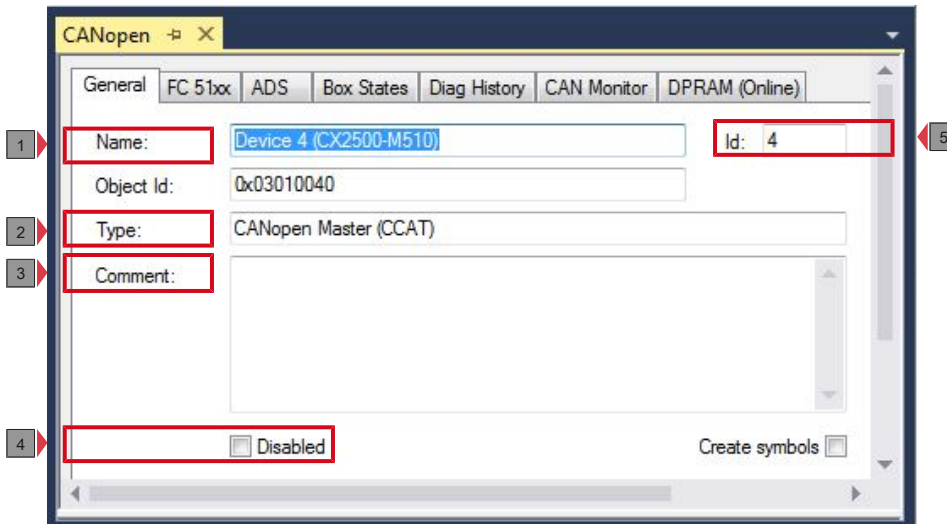 CANopen
General FC 51xx ADS Box States Diag History CAN Monitor DPRAM (Online)
1 Name: Device 4 (CX2500-M510) Id: 4 5
Object Id: 0x03010040
2 Type: CANopen Master (CCAT)
3 Comment:
4 Disabled Create symbols